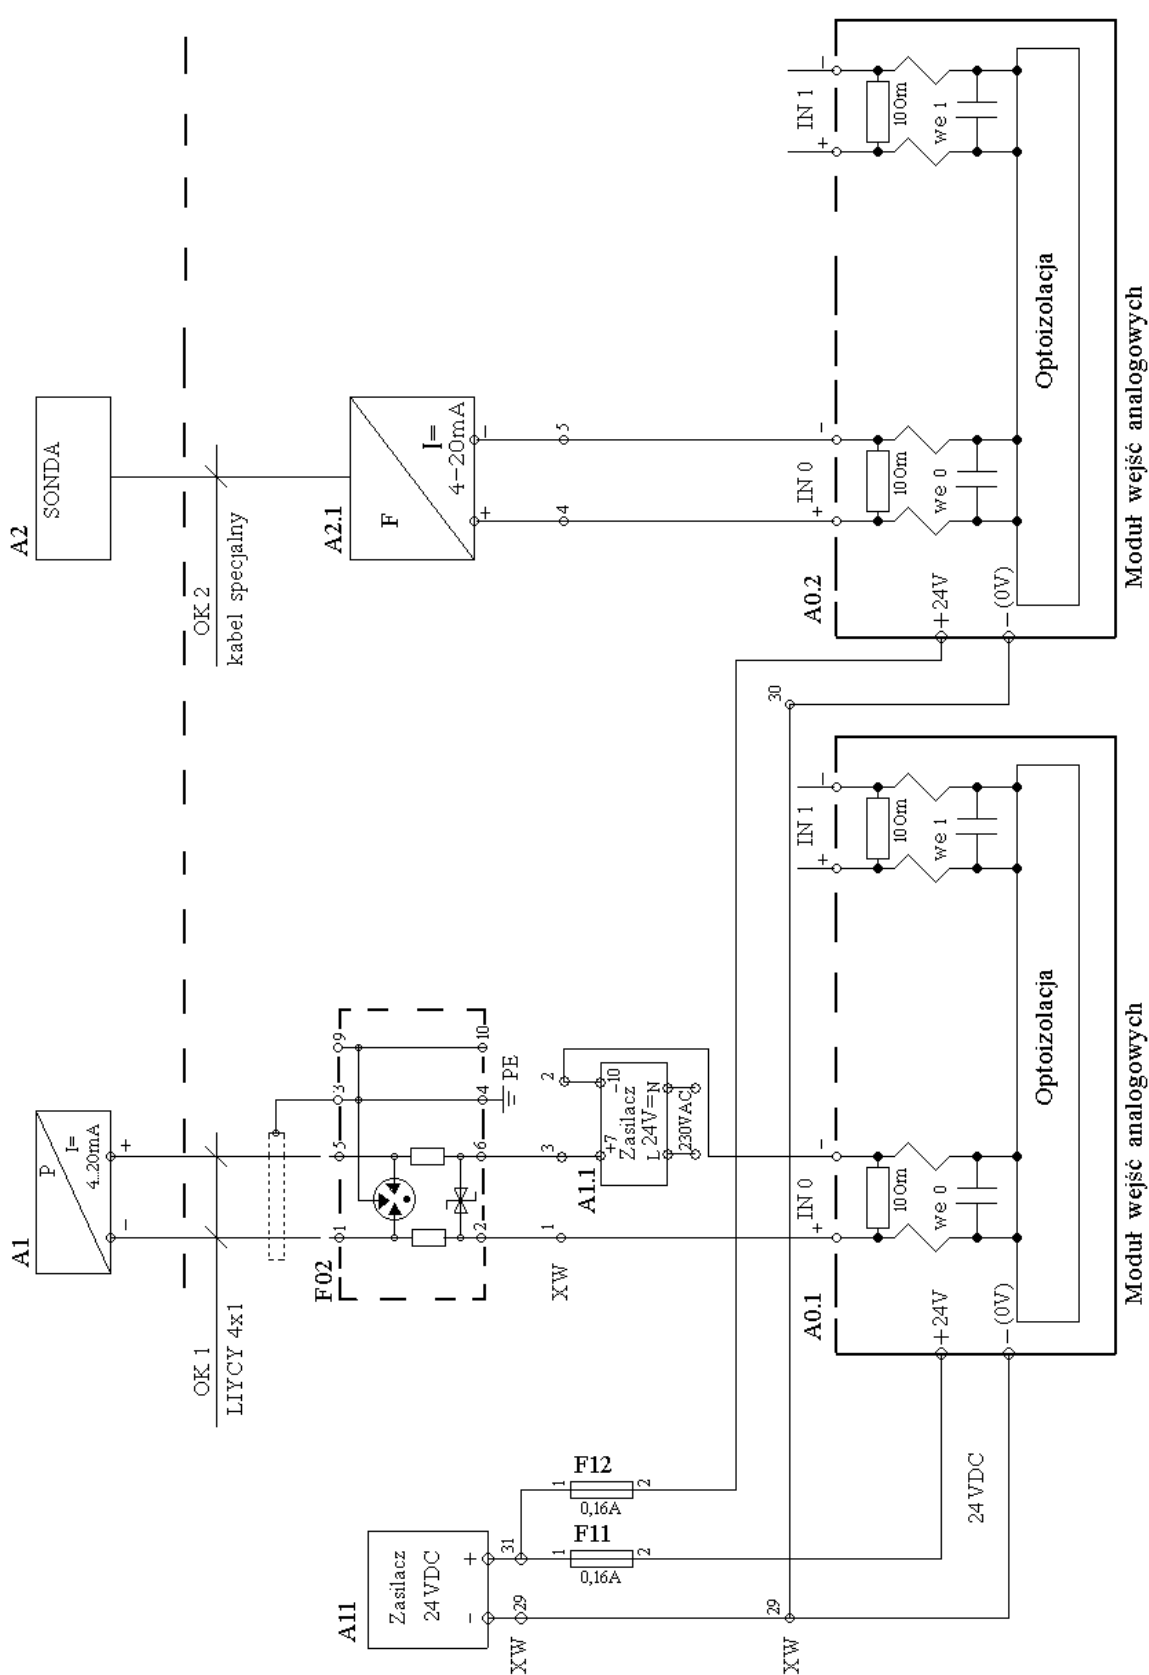 A1
P
I=
4..20mA
−
+
OK 1
LIYCY 4x1
F02
1
5
3
9
2
6
4
10
PE
XW
1
3
2
A1.1
+7
−10
Zasilacz
24V=
L
N
230VAC
A2
SONDA
OK 2
kabel specjalny
A2.1
F
I=
4−20mA
+
−
4
5
A11
Zasilacz
24VDC
−
+
XW
29
31
1
F11
0,16A
2
1
F12
0,16A
2
XW
29
30
24VDC
A0.1
+
IN 0
−
100m
we 0
+
IN 1
−
100m
we 1
+24V
−(0V)
Optoizolacja
Moduł wejść analogowych
A0.2
+
IN 0
−
100m
we 0
+
IN 1
−
100m
we 1
+24V
−(0V)
Optoizolacja
Moduł wejść analogowych